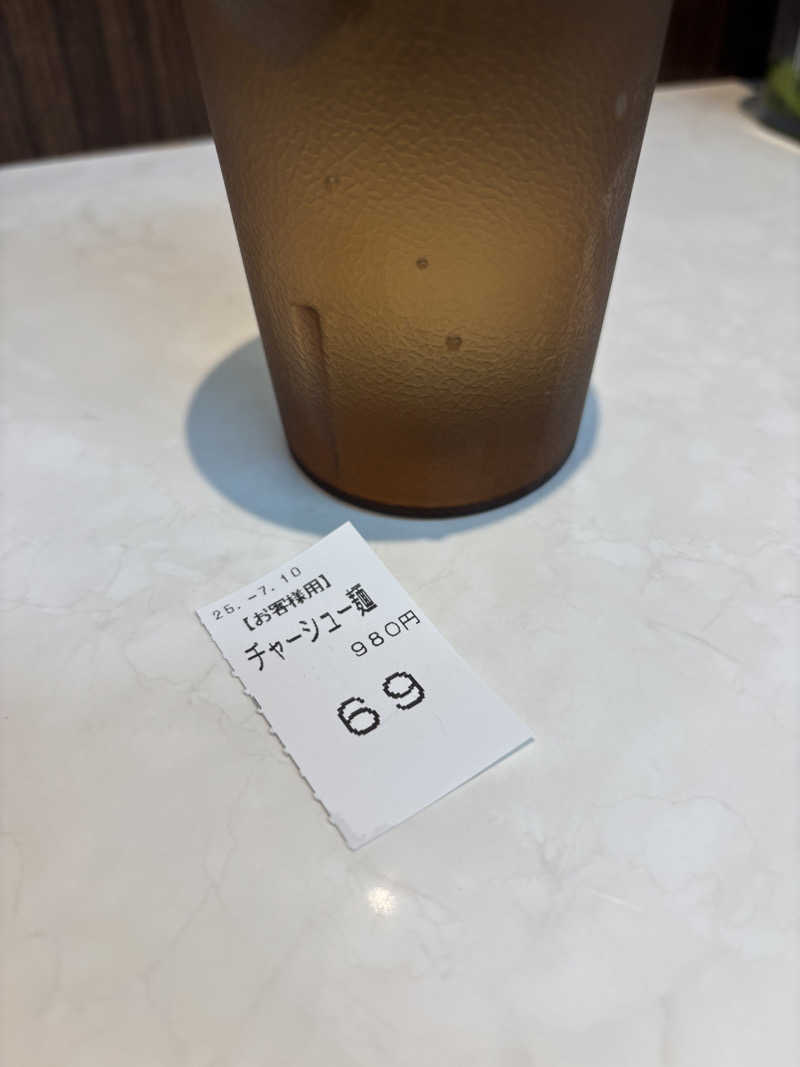 25.-7.10
【お客様用】
チャーシュー麺
980円
69